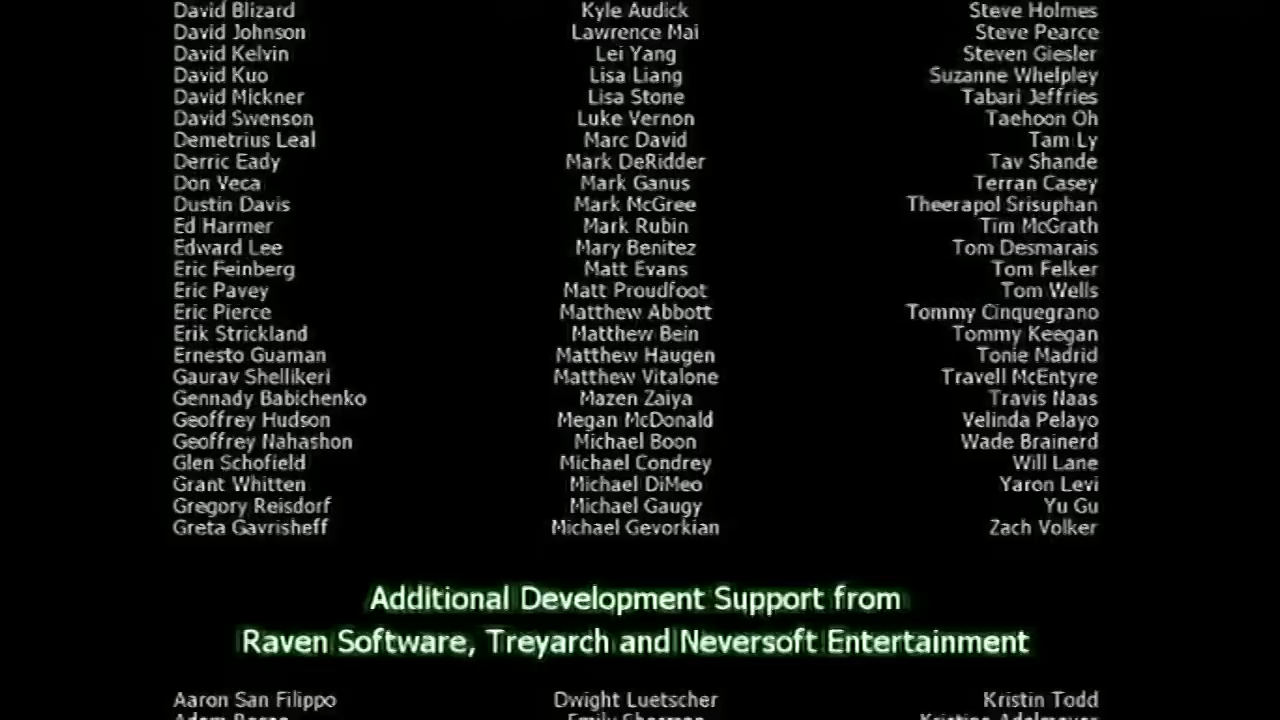 David Blizard Kyle Audick Steve Holmes
David Johnson Lawrence Mai Steve Pearce
David Kelvin Lei Yang Steven Giesler
David Kuo Lisa Liang Suzanne Whelpley
David Mickner Lisa Stone Tabari Jeffries
David Swenson Luke Vernon Taehoon Oh
Demetrius Leal Marc David Tam Ly
Derric Eady Mark DeRidder Tav Shande
Don Veca Mark Ganus Terran Casey
Dustin Davis Mark McGree Theerapol Srisuphan
Ed Harmer Mark Rubin Tim McGrath
Edward Lee Mary Benitez Tom Desmarais
Eric Feinberg Matt Evans Tom Felker
Eric Pavey Matt Proudfoot Tom Wells
Eric Pierce Matthew Abbott Tommy Cinquegrano
Erik Strickland Matthew Bein Tommy Keegan
Ernesto Guaman Matthew Haugen Tonie Madrid
Gaurav Shellikeri Matthew Vitalone Travell McEntyre
Gennady Babichenko Mazen Zaiya Travis Naas
Geoffrey Hudson Megan McDonald Velinda Pelayo
Geoffrey Nahashon Michael Boon Wade Brainerd
Glen Schofield Michael Condrey Will Lane
Grant Whitten Michael DiMeo Yaron Levi
Gregory Reisdorf Michael Gaugy Yu Gu
Greta Gavrisheff Michael Gevorkian Zach Volker
Additional Development Support from
Raven Software, Treyarch and Neversoft Entertainment
Aaron San Filippo Dwight Luetscher Kristin Todd